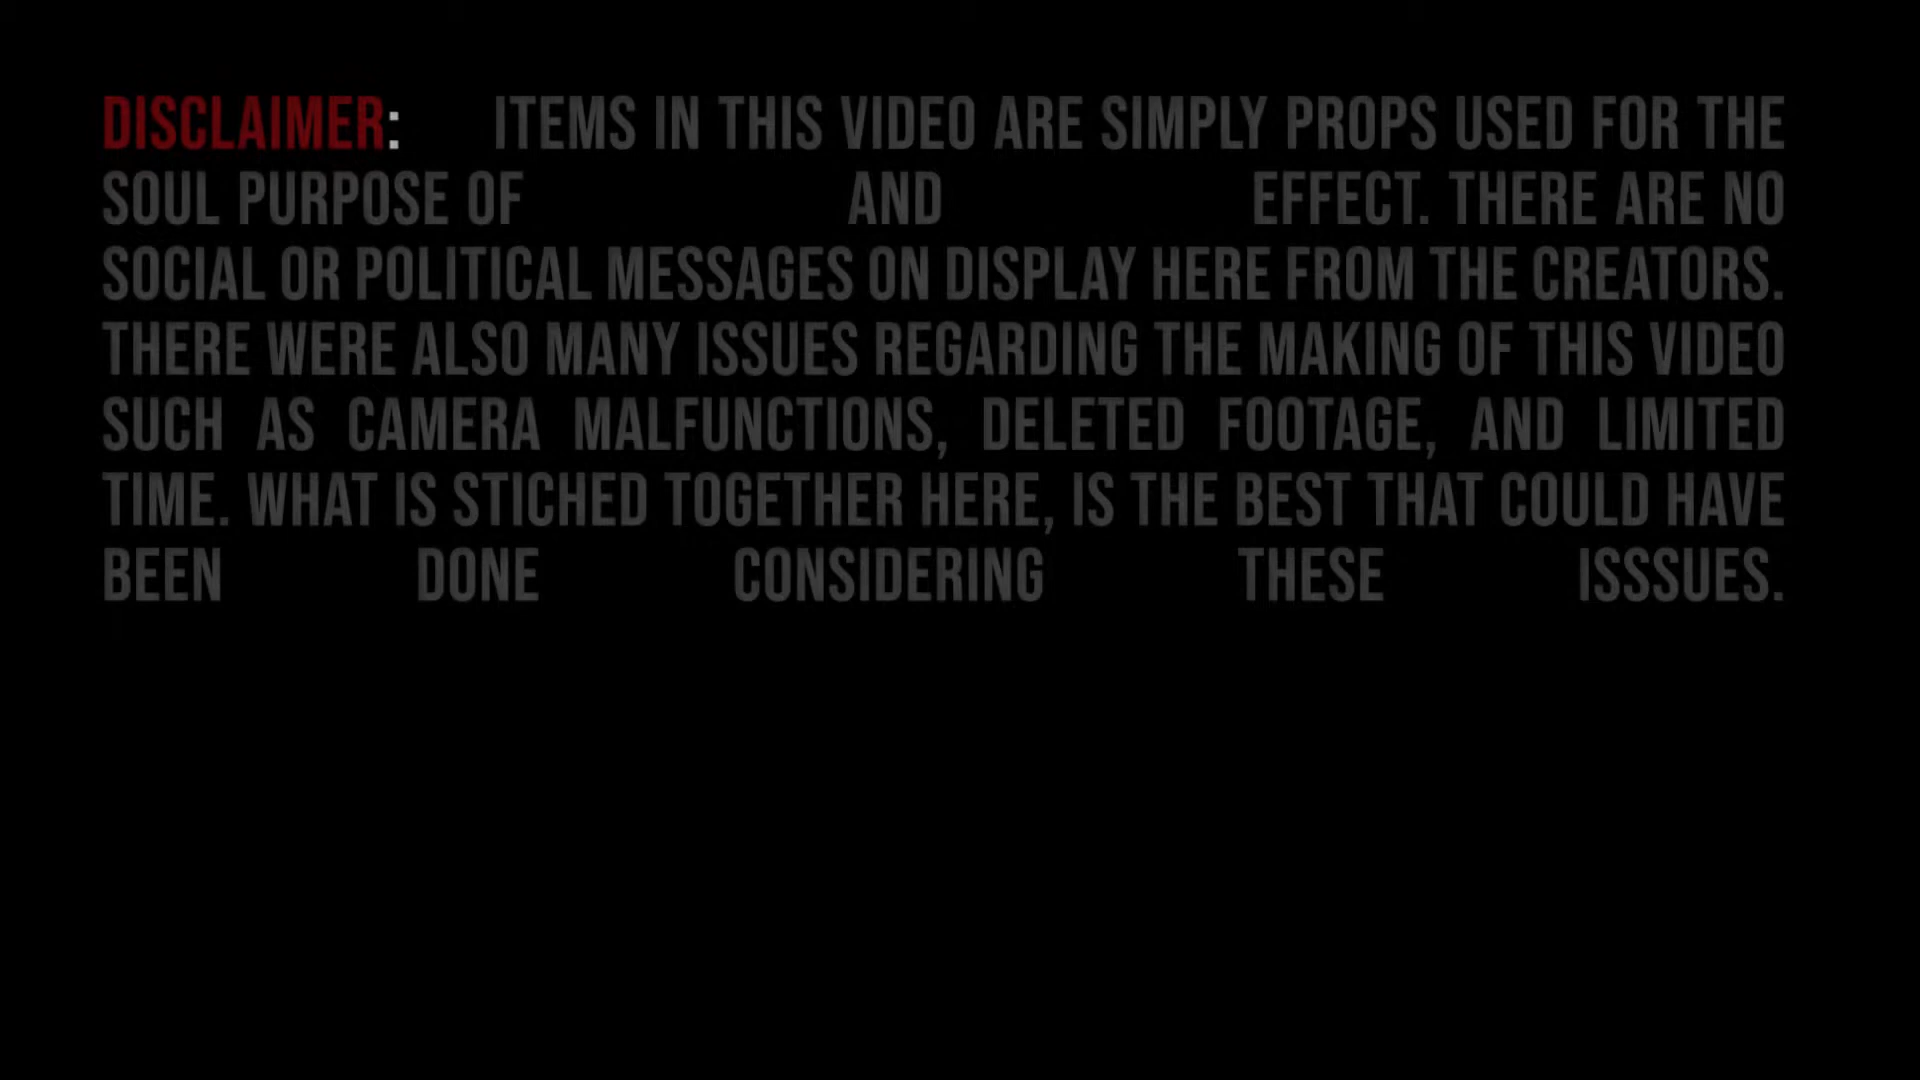 DISCLAIMER: ITEMS IN THIS VIDEO ARE SIMPLY PROPS USED FOR THE
SOUL PURPOSE OF AND EFFECT. THERE ARE NO
SOCIAL OR POLITICAL MESSAGES ON DISPLAY HERE FROM THE CREATORS.
THERE WERE ALSO MANY ISSUES REGARDING THE MAKING OF THIS VIDEO
SUCH AS CAMERA MALFUNCTIONS, DELETED FOOTAGE, AND LIMITED
TIME. WHAT IS STICHED TOGETHER HERE, IS THE BEST THAT COULD HAVE
BEEN DONE CONSIDERING THESE ISSSUES.